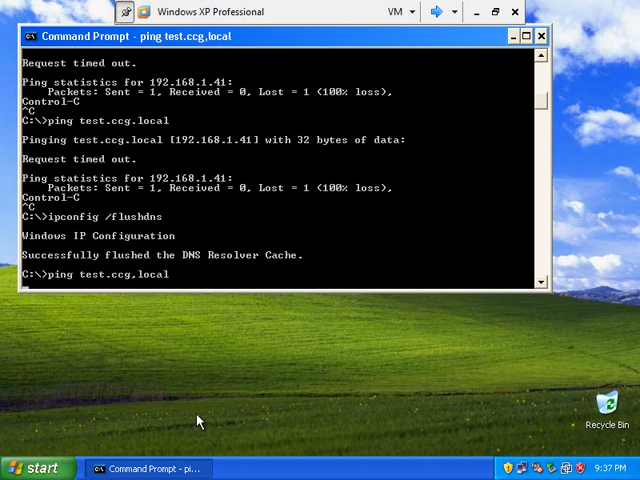 Windows XP Professional
VM
Command Prompt - ping test.ccg,local
Request timed out.
Ping statistics for 192.168.1.41:
Packets: Sent = 1, Received = 0, Lost = 1 (100% loss),
Control-C
^C
C:\>ping test.ccg.local
Pinging test.ccg.local [192.168.1.41] with 32 bytes of data:
Request timed out.
Ping statistics for 192.168.1.41:
Packets: Sent = 1, Received = 0, Lost = 1 (100% loss),
Control-C
^C
C:\>ipconfig /flushdns
Windows IP Configuration
Successfully flushed the DNS Resolver Cache.
C:\>ping test.ccg,local
Recycle Bin
start
Command Prompt - pi...
9:37 PM